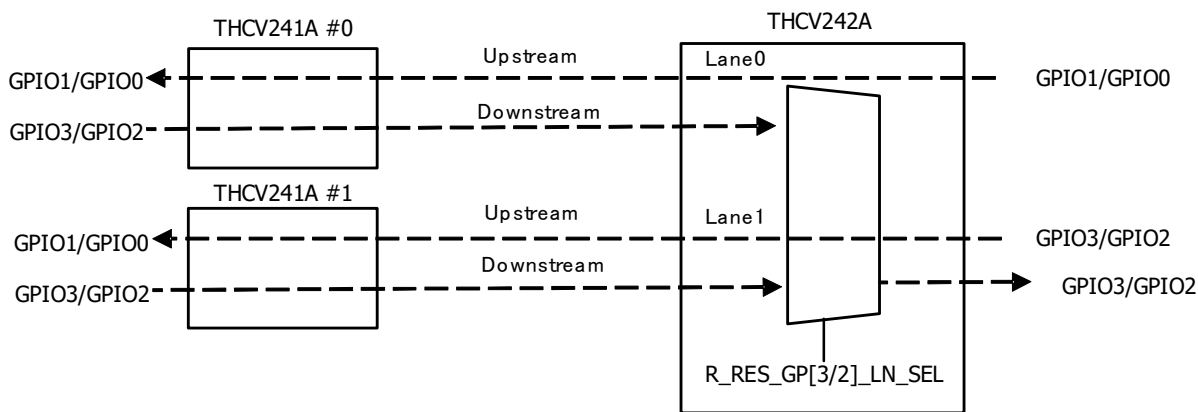 THCV241A #0
THCV242A
Upstream
Lane0
GPIO1/GPIO0
GPIO1/GPIO0
Downstream
GPIO3/GPIO2
THCV241A #1
Upstream
Lane1
GPIO1/GPIO0
GPIO3/GPIO2
Downstream
GPIO3/GPIO2
GPIO3/GPIO2
R_RES_GP[3/2]_LN_SEL